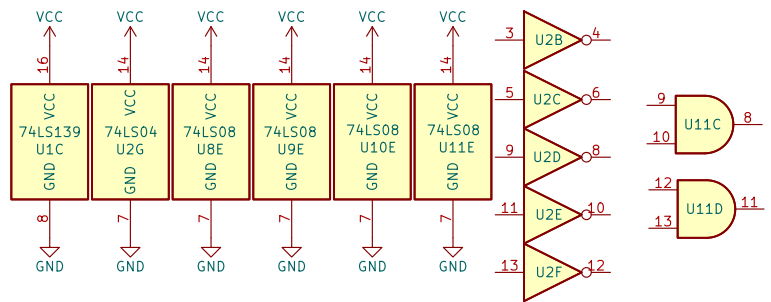 VCC VCC VCC VCC VCC VCC
16 14 14 14 14 14
VCC VCC VCC VCC VCC VCC
74LS139 74LS04 74LS08 74LS08 74LS08 74LS08
U1C U2G U8E U9E U10E U11E
GND GND GND GND GND GND
8 7 7 7 7 7
GND GND GND GND GND GND
3 U2B 4
5 U2C 6
9 U2D 8
11 U2E 10
13 U2F 12
9
U11C 8
10
12
U11D 11
13